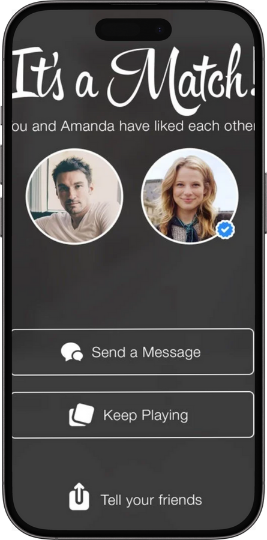 It's a Match!
ou and Amanda have liked each other
Send a Message
Keep Playing
Tell your friends